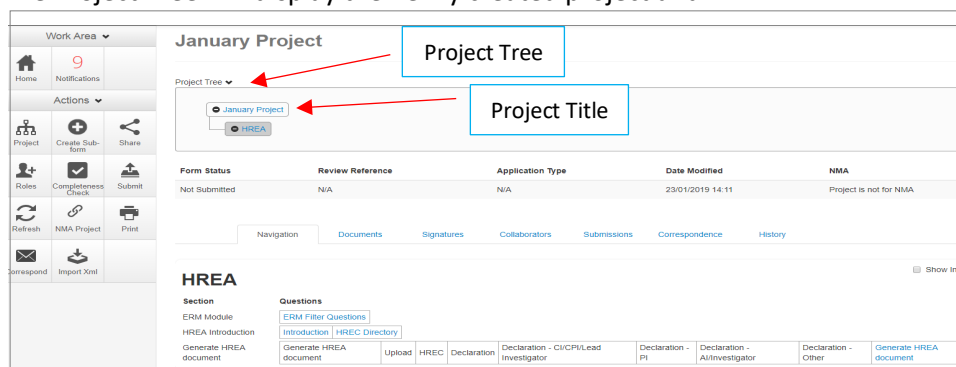 Work Area
Home
9
Notifications
Actions
Project
Create Sub-form
Share
Roles
Completeness Check
Submit
Refresh
NMA Project
Print
Correspond
Import Xml
January Project
Project Tree
Project Tree
January Project
Project Title
HREA
Form Status Review Reference Application Type Date Modified NMA
Not Submitted N/A N/A 23/01/2019 14:11 Project is not for NMA
Navigation Documents Signatures Collaborators Submissions Correspondence History
HREA
Show In
Section Questions
ERM Module ERM Filter Questions
HREA Introduction Introduction HREC Directory
Generate HREA document Generate HREA document Upload HREC Declaration Declaration - CI/CPI/Lead Investigator Declaration - PI Declaration - AI/Investigator Declaration - Other Generate HREA document